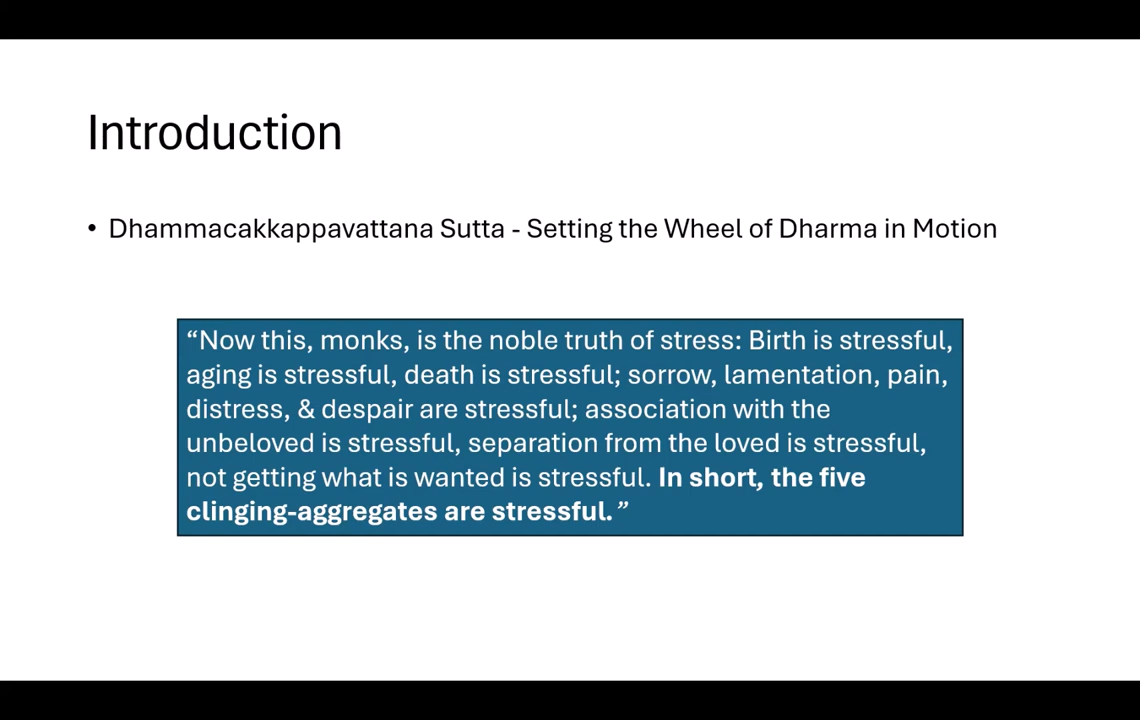 Introduction
• Dhammacakkappavattana Sutta - Setting the Wheel of Dharma in Motion
“Now this, monks, is the noble truth of stress: Birth is stressful,
aging is stressful, death is stressful; sorrow, lamentation, pain,
distress, & despair are stressful; association with the
unbeloved is stressful, separation from the loved is stressful,
not getting what is wanted is stressful. In short, the five
clinging-aggregates are stressful.”